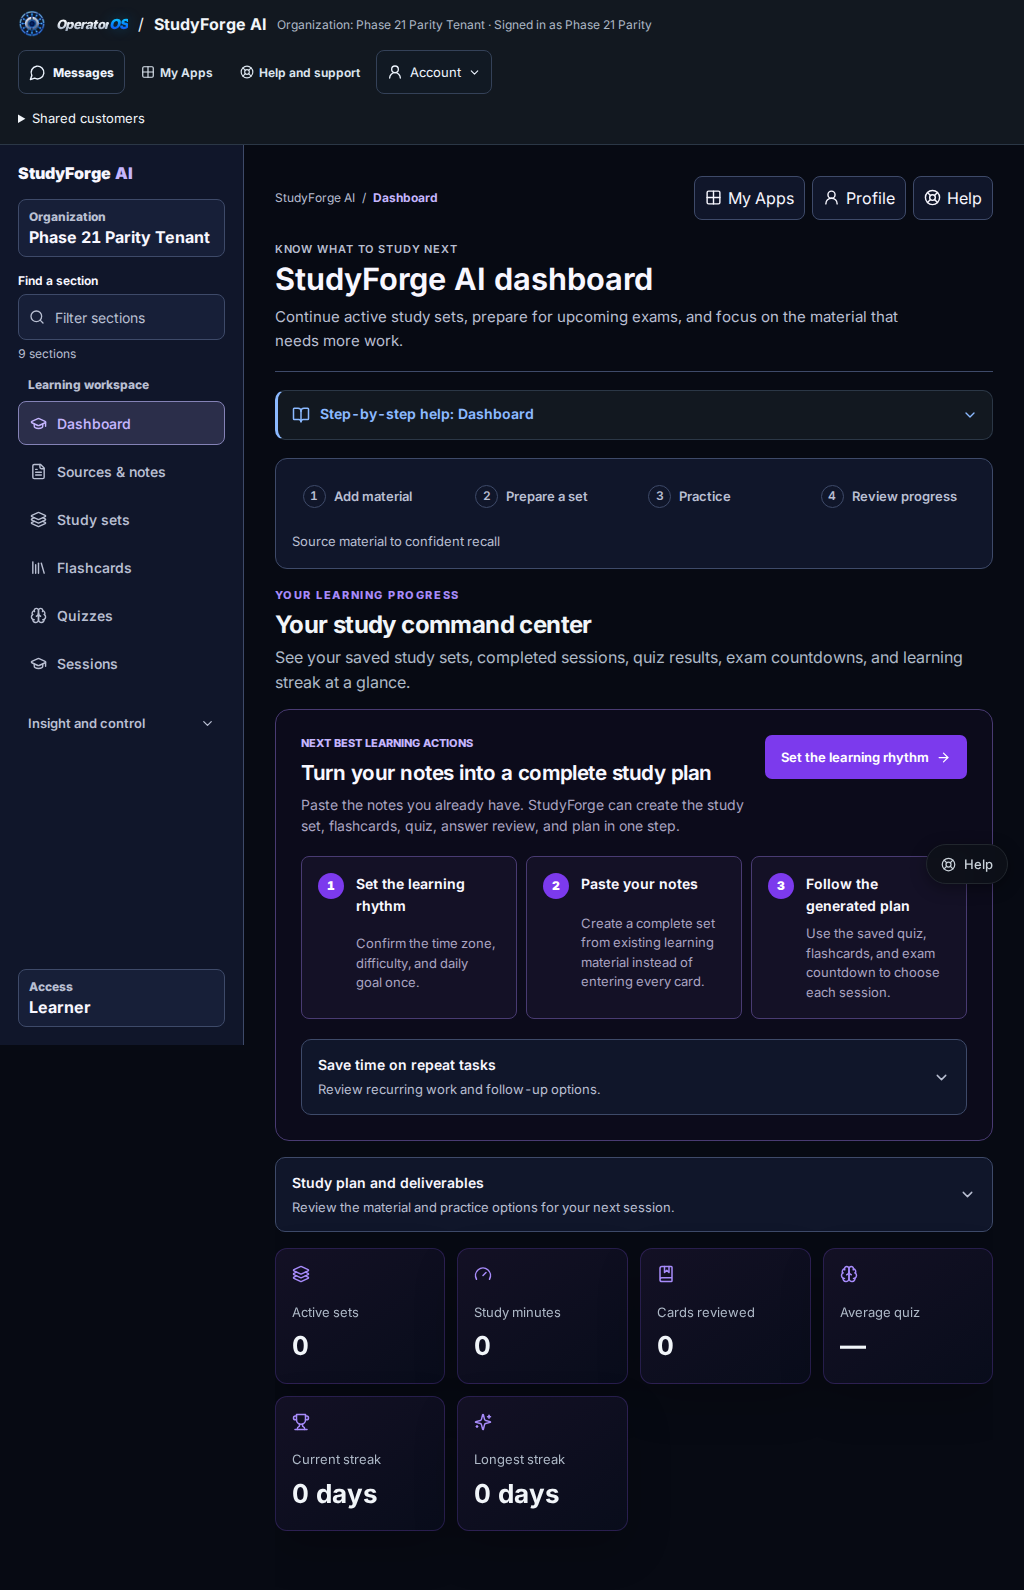 OperatorOS / StudyForge AI Organization: Phase 21 Parity Tenant · Signed in as Phase 21 Parity
Messages My Apps Help and support Account
Shared customers
StudyForge AI
Organization
Phase 21 Parity Tenant
Find a section
Filter sections
9 sections
Learning workspace
Dashboard
Sources & notes
Study sets
Flashcards
Quizzes
Sessions
Insight and control
Access
Learner
StudyForge AI / Dashboard
My Apps Profile Help
KNOW WHAT TO STUDY NEXT
StudyForge AI dashboard
Continue active study sets, prepare for upcoming exams, and focus on the material that
needs more work.
Step-by-step help: Dashboard
1 Add material 2 Prepare a set 3 Practice 4 Review progress
Source material to confident recall
YOUR LEARNING PROGRESS
Your study command center
See your saved study sets, completed sessions, quiz results, exam countdowns, and learning
streak at a glance.
NEXT BEST LEARNING ACTIONS
Turn your notes into a complete study plan
Paste the notes you already have. StudyForge can create the study
set, flashcards, quiz, answer review, and plan in one step.
Set the learning rhythm
1 Set the learning
rhythm
Confirm the time zone,
difficulty, and daily
goal once.
2 Paste your notes
Create a complete set
from existing learning
material instead of
entering every card.
3 Follow the
generated plan
Use the saved quiz,
flashcards, and exam
countdown to choose
each session.
Help
Save time on repeat tasks
Review recurring work and follow-up options.
Study plan and deliverables
Review the material and practice options for your next session.
Active sets
0
Study minutes
0
Cards reviewed
0
Average quiz
—
Current streak
0 days
Longest streak
0 days